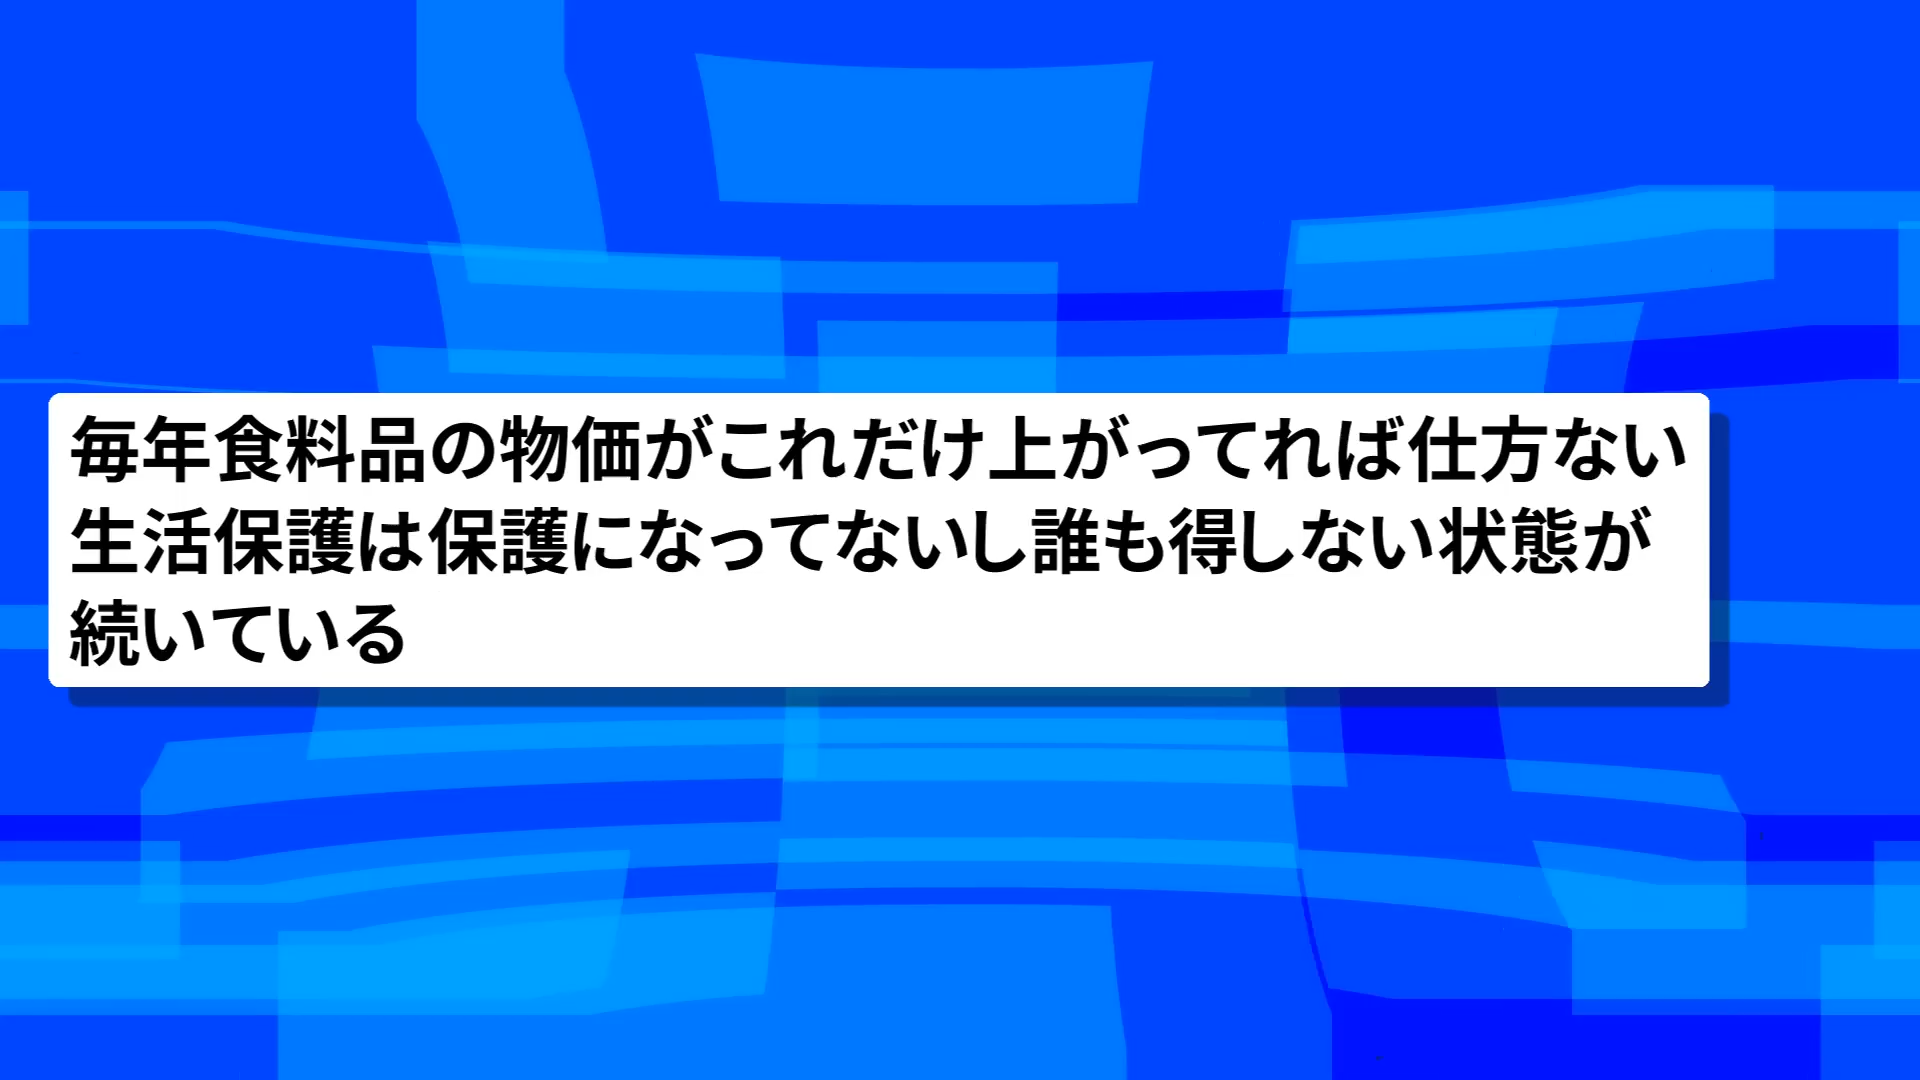 毎年食料品の物価がこれだけ上がってれば仕方ない
生活保護は保護になってないし誰も得しない状態が
続いている